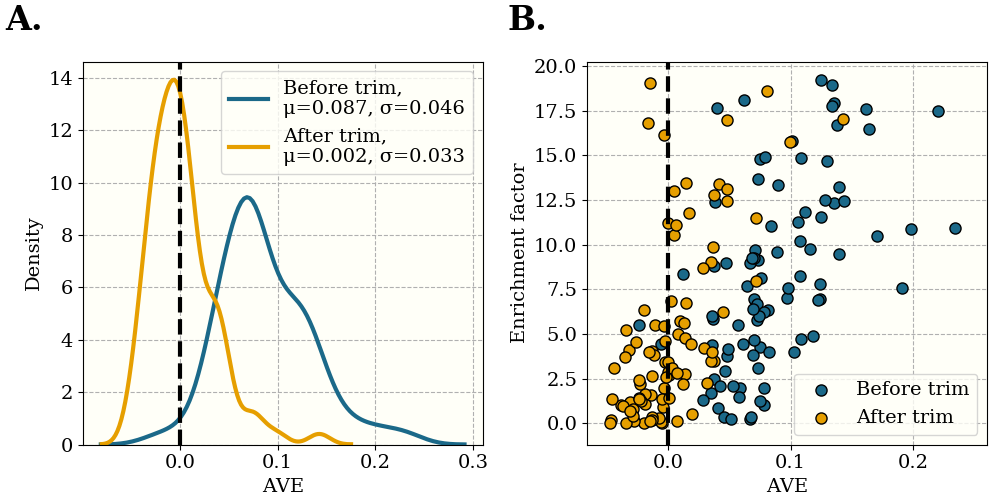 A.
Density
14
12
10
8
6
4
2
0
0.0
0.1
0.2
0.3
AVE
Before trim,
μ=0.087, σ=0.046
After trim,
μ=0.002, σ=0.033
B.
Enrichment factor
20.0
17.5
15.0
12.5
10.0
7.5
5.0
2.5
0.0
0.0
0.1
0.2
AVE
Before trim
After trim